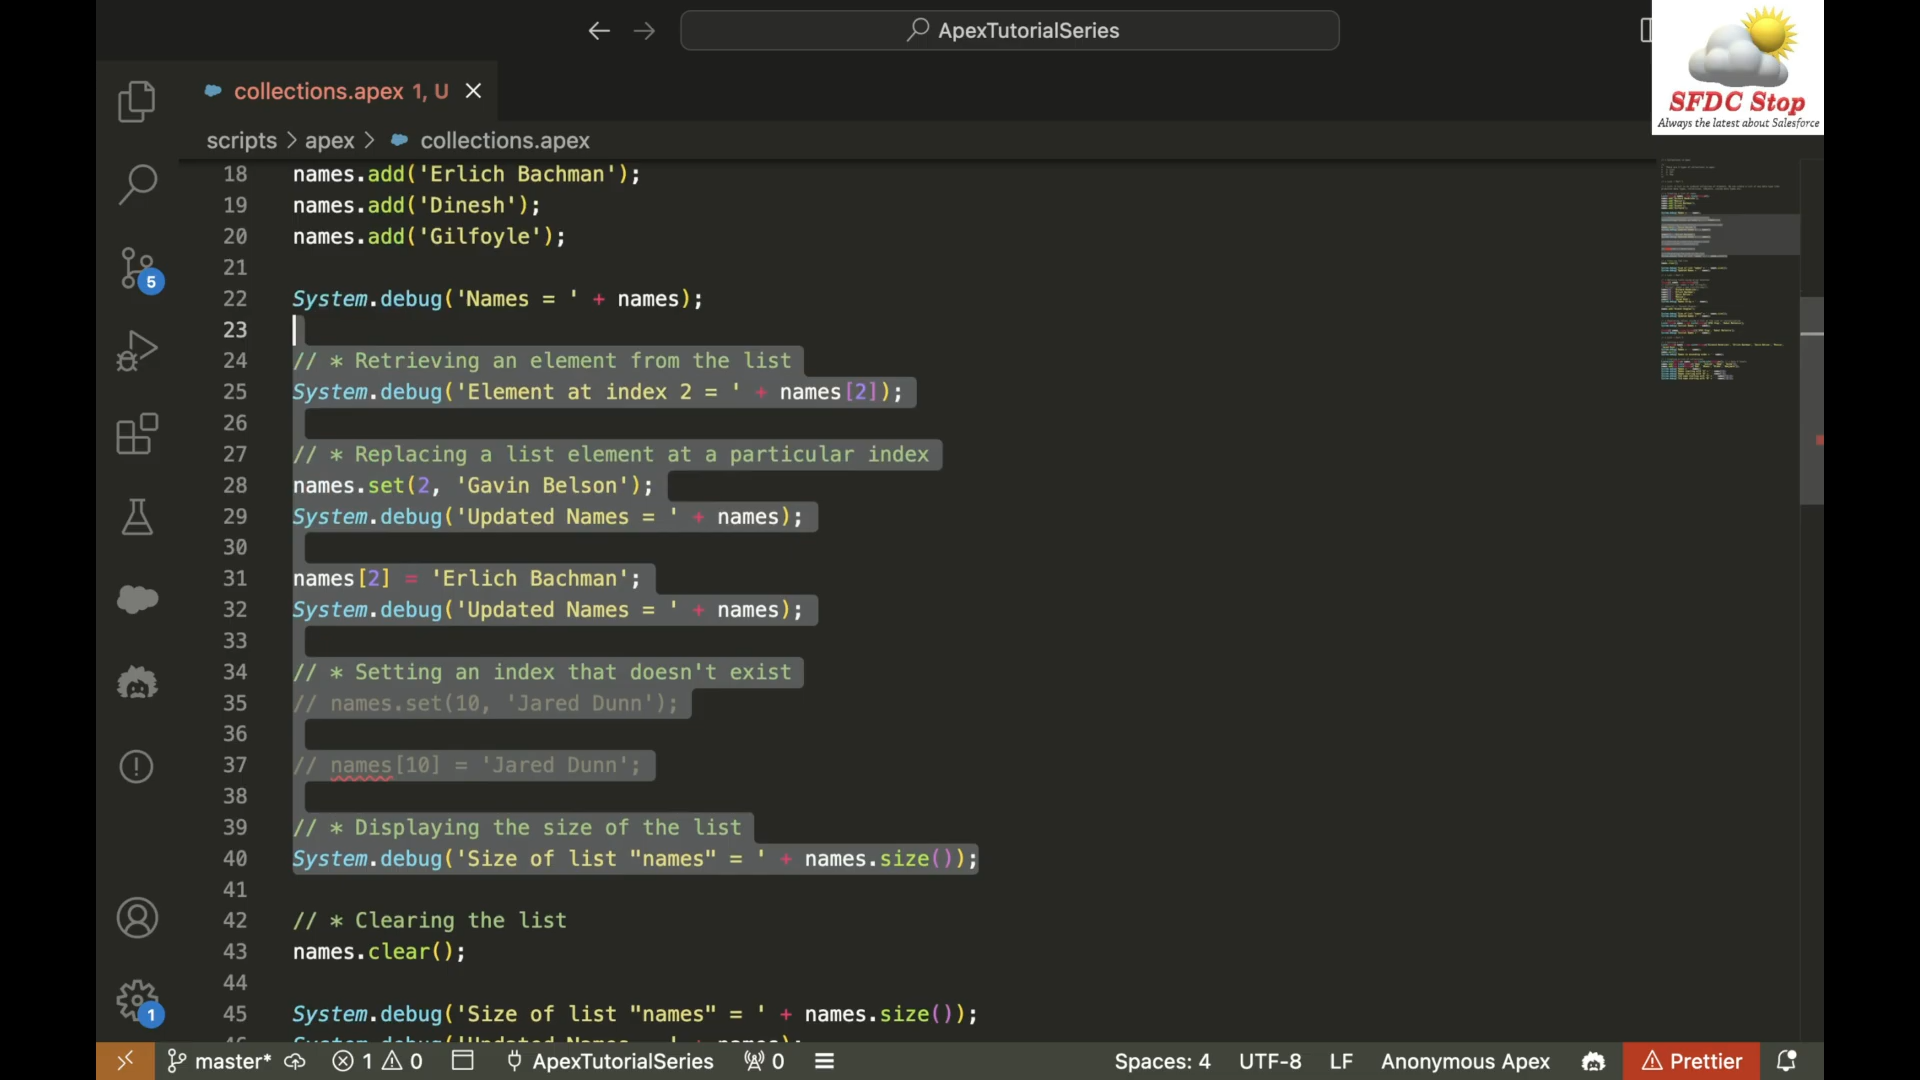 ApexTutorialSeries
SFDC Stop
Always the latest about Salesforce
collections.apex 1, U
scripts > apex > collections.apex
18 names.add('Erlich Bachman');
19 names.add('Dinesh');
20 names.add('Gilfoyle');
21
22 System.debug('Names = ' + names);
23
24 // * Retrieving an element from the list
25 System.debug('Element at index 2 = ' + names[2]);
26
27 // * Replacing a list element at a particular index
28 names.set(2, 'Gavin Belson');
29 System.debug('Updated Names = ' + names);
30
31 names[2] = 'Erlich Bachman';
32 System.debug('Updated Names = ' + names);
33
34 // * Setting an index that doesn't exist
35 // names.set(10, 'Jared Dunn');
36
37 // names[10] = 'Jared Dunn';
38
39 // * Displaying the size of the list
40 System.debug('Size of list "names" = ' + names.size());
41
42 // * Clearing the list
43 names.clear();
44
45 System.debug('Size of list "names" = ' + names.size());
5
1
master* 1 0 ApexTutorialSeries 0 Spaces: 4 UTF-8 LF Anonymous Apex Prettier